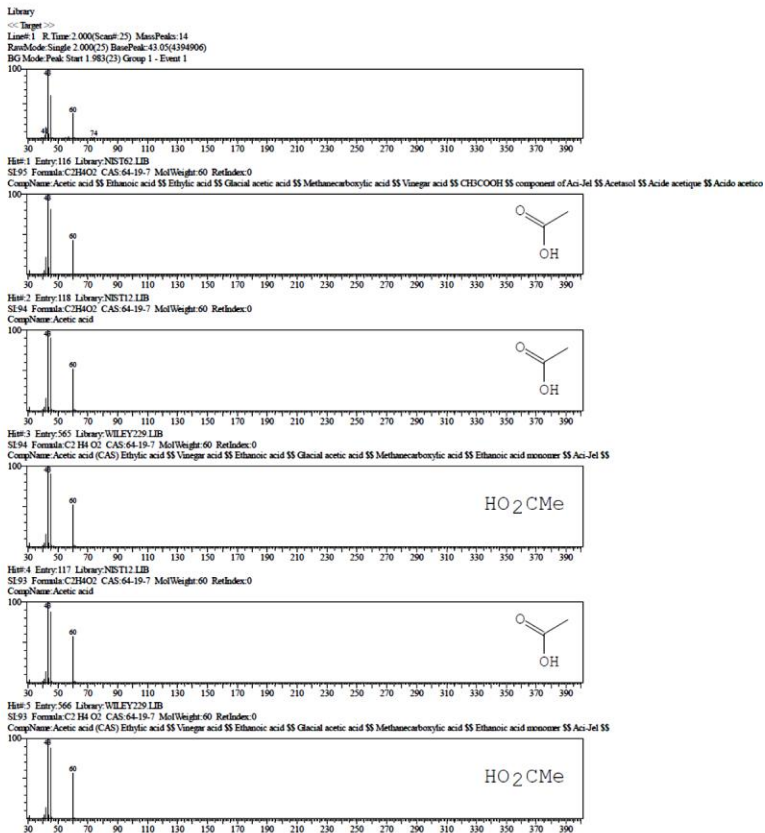 Library
<< Target >>
Line#:1 R.Time:2.000(Scan#:25) MassPeaks:14
RawMode:Single 2.000(25) BasePeak:43.05(4394906)
BG Mode:Peak Start 1.983(23) Group 1 - Event 1
100
43
60
74
30 50 70 90 110 130 150 170 190 210 230 250 270 290 310 330 350 370 390
Hit#:1 Entry:116 Library:NIST62.LIB
SI:95 Formula:C2H4O2 CAS:64-19-7 MolWeight:60 RetIndex:0
CompName:Acetic acid $$ Ethanoic acid $$ Ethylic acid $$ Glacial acetic acid $$ Methanecarboxylic acid $$ Vinegar acid $$ CH3COOH $$ component of Aci-Jel $$ Acetasol $$ Acide acetique $$ Acido acetico
100
43
O
60
OH
30 50 70 90 110 130 150 170 190 210 230 250 270 290 310 330 350 370 390
Hit#:2 Entry:118 Library:NIST12.LIB
SI:94 Formula:C2H4O2 CAS:64-19-7 MolWeight:60 RetIndex:0
CompName:Acetic acid
100
43
O
60
OH
30 50 70 90 110 130 150 170 190 210 230 250 270 290 310 330 350 370 390
Hit#:3 Entry:565 Library:WILEY229.LIB
SI:94 Formula:C2 H4 O2 CAS:64-19-7 MolWeight:60 RetIndex:0
CompName:Acetic acid (CAS) Ethylic acid $$ Vinegar acid $$ Ethanoic acid $$ Glacial acetic acid $$ Methanecarboxylic acid $$ Ethanoic acid monomer $$ Aci-Jel $$
100
43
60
HO2CMe
30 50 70 90 110 130 150 170 190 210 230 250 270 290 310 330 350 370 390
Hit#:4 Entry:117 Library:NIST12.LIB
SI:93 Formula:C2H4O2 CAS:64-19-7 MolWeight:60 RetIndex:0
CompName:Acetic acid
100
43
O
60
OH
30 50 70 90 110 130 150 170 190 210 230 250 270 290 310 330 350 370 390
Hit#:5 Entry:566 Library:WILEY229.LIB
SI:93 Formula:C2 H4 O2 CAS:64-19-7 MolWeight:60 RetIndex:0
CompName:Acetic acid (CAS) Ethylic acid $$ Vinegar acid $$ Ethanoic acid $$ Glacial acetic acid $$ Methanecarboxylic acid $$ Ethanoic acid monomer $$ Aci-Jel $$
100
43
60
HO2CMe
30 50 70 90 110 130 150 170 190 210 230 250 270 290 310 330 350 370 390